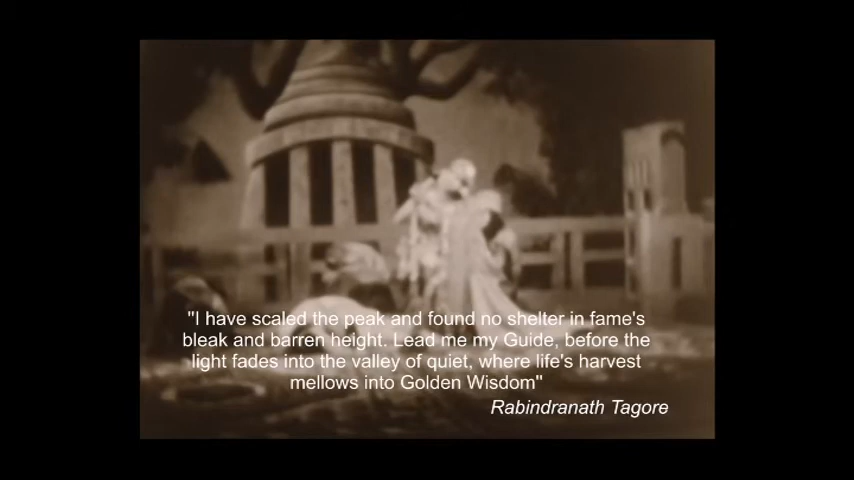 "I have scaled the peak and found no shelter in fame's
bleak and barren height. Lead me my Guide, before the
light fades into the valley of quiet, where life's harvest
mellows into Golden Wisdom"
Rabindranath Tagore